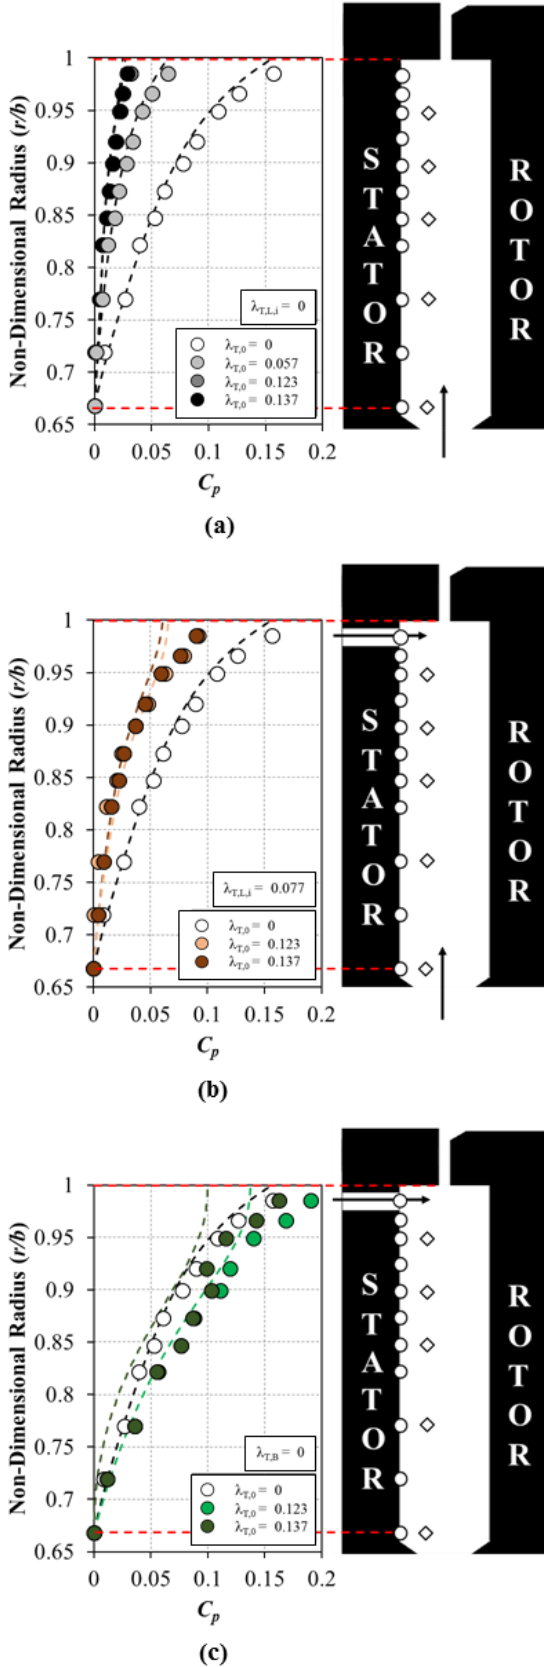 1
0.95
0.9
0.85
0.8
0.75
0.7
0.65
Non-Dimensional Radius (r/b)
λT,L,i = 0
λT,0 = 0
λT,0 = 0.057
λT,0 = 0.123
λT,0 = 0.137
0 0.05 0.1 0.15 0.2
Cp
STATOR
ROTOR
(a)
1
0.95
0.9
0.85
0.8
0.75
0.7
0.65
Non-Dimensional Radius (r/b)
λT,L,i = 0.077
λT,0 = 0
λT,0 = 0.123
λT,0 = 0.137
0 0.05 0.1 0.15 0.2
Cp
STATOR
ROTOR
(b)
1
0.95
0.9
0.85
0.8
0.75
0.7
0.65
Non-Dimensional Radius (r/b)
λT,B = 0
λT,0 = 0
λT,0 = 0.123
λT,0 = 0.137
0 0.05 0.1 0.15 0.2
Cp
STATOR
ROTOR
(c)